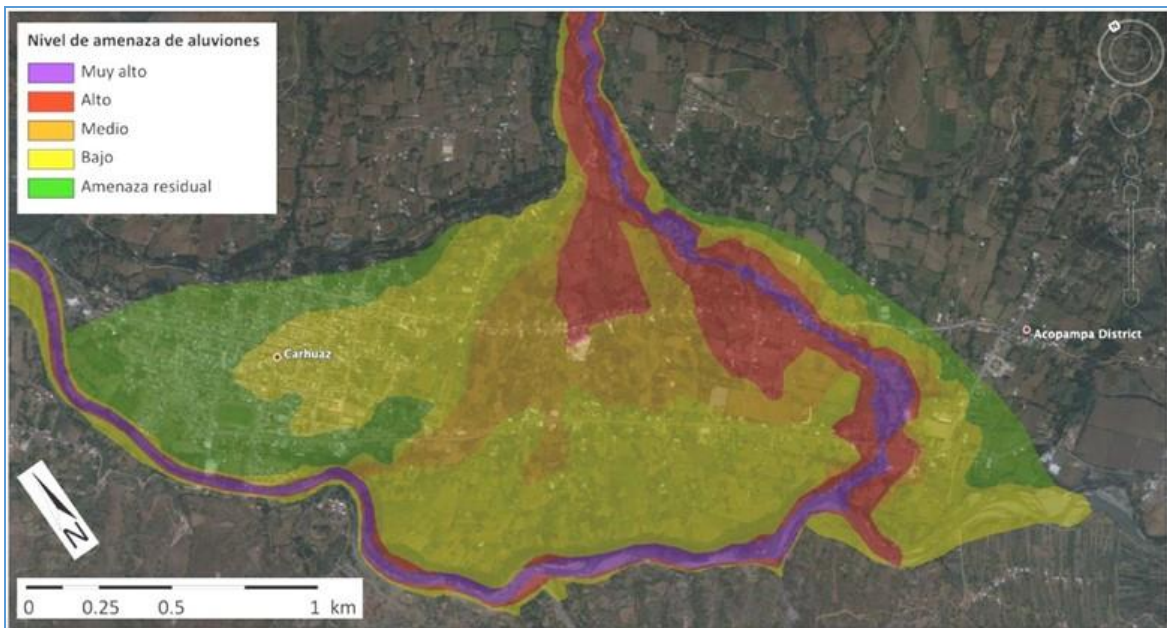 Nivel de amenaza de aluviones
Muy alto
Alto
Medio
Bajo
Amenaza residual
Carhuaz
Acopampa District
N
0 0.25 0.5 1 km